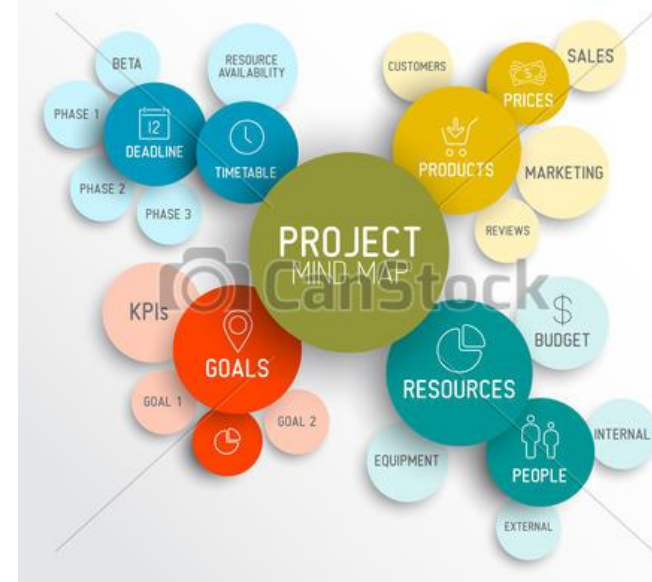 BETA
RESOURCE
AVAILABILITY
PHASE 1
12
DEADLINE
TIMETABLE
PHASE 2
PHASE 3
CUSTOMERS
$
PRICES
SALES
PRODUCTS
MARKETING
REVIEWS
PROJECT
MIND MAP
CanStock
KPIs
GOALS
GOAL 1
GOAL 2
$
BUDGET
RESOURCES
EQUIPMENT
PEOPLE
INTERNAL
EXTERNAL